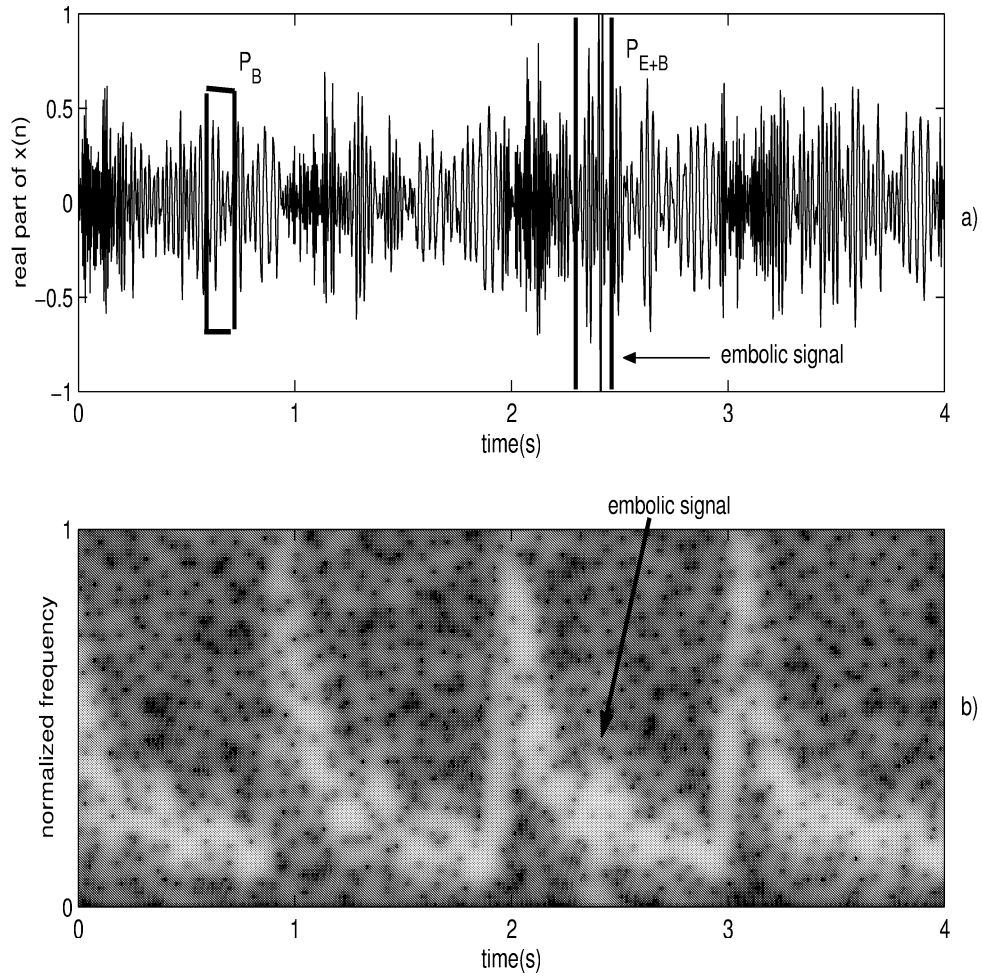 1
P_B
P_{E+B}
0.5
real part of x(n)
0
a)
−0.5
embolic signal
−1
0 1 2 3 4
time(s)
embolic signal
1
normalized frequency
b)
0
0 1 2 3 4
time(s)